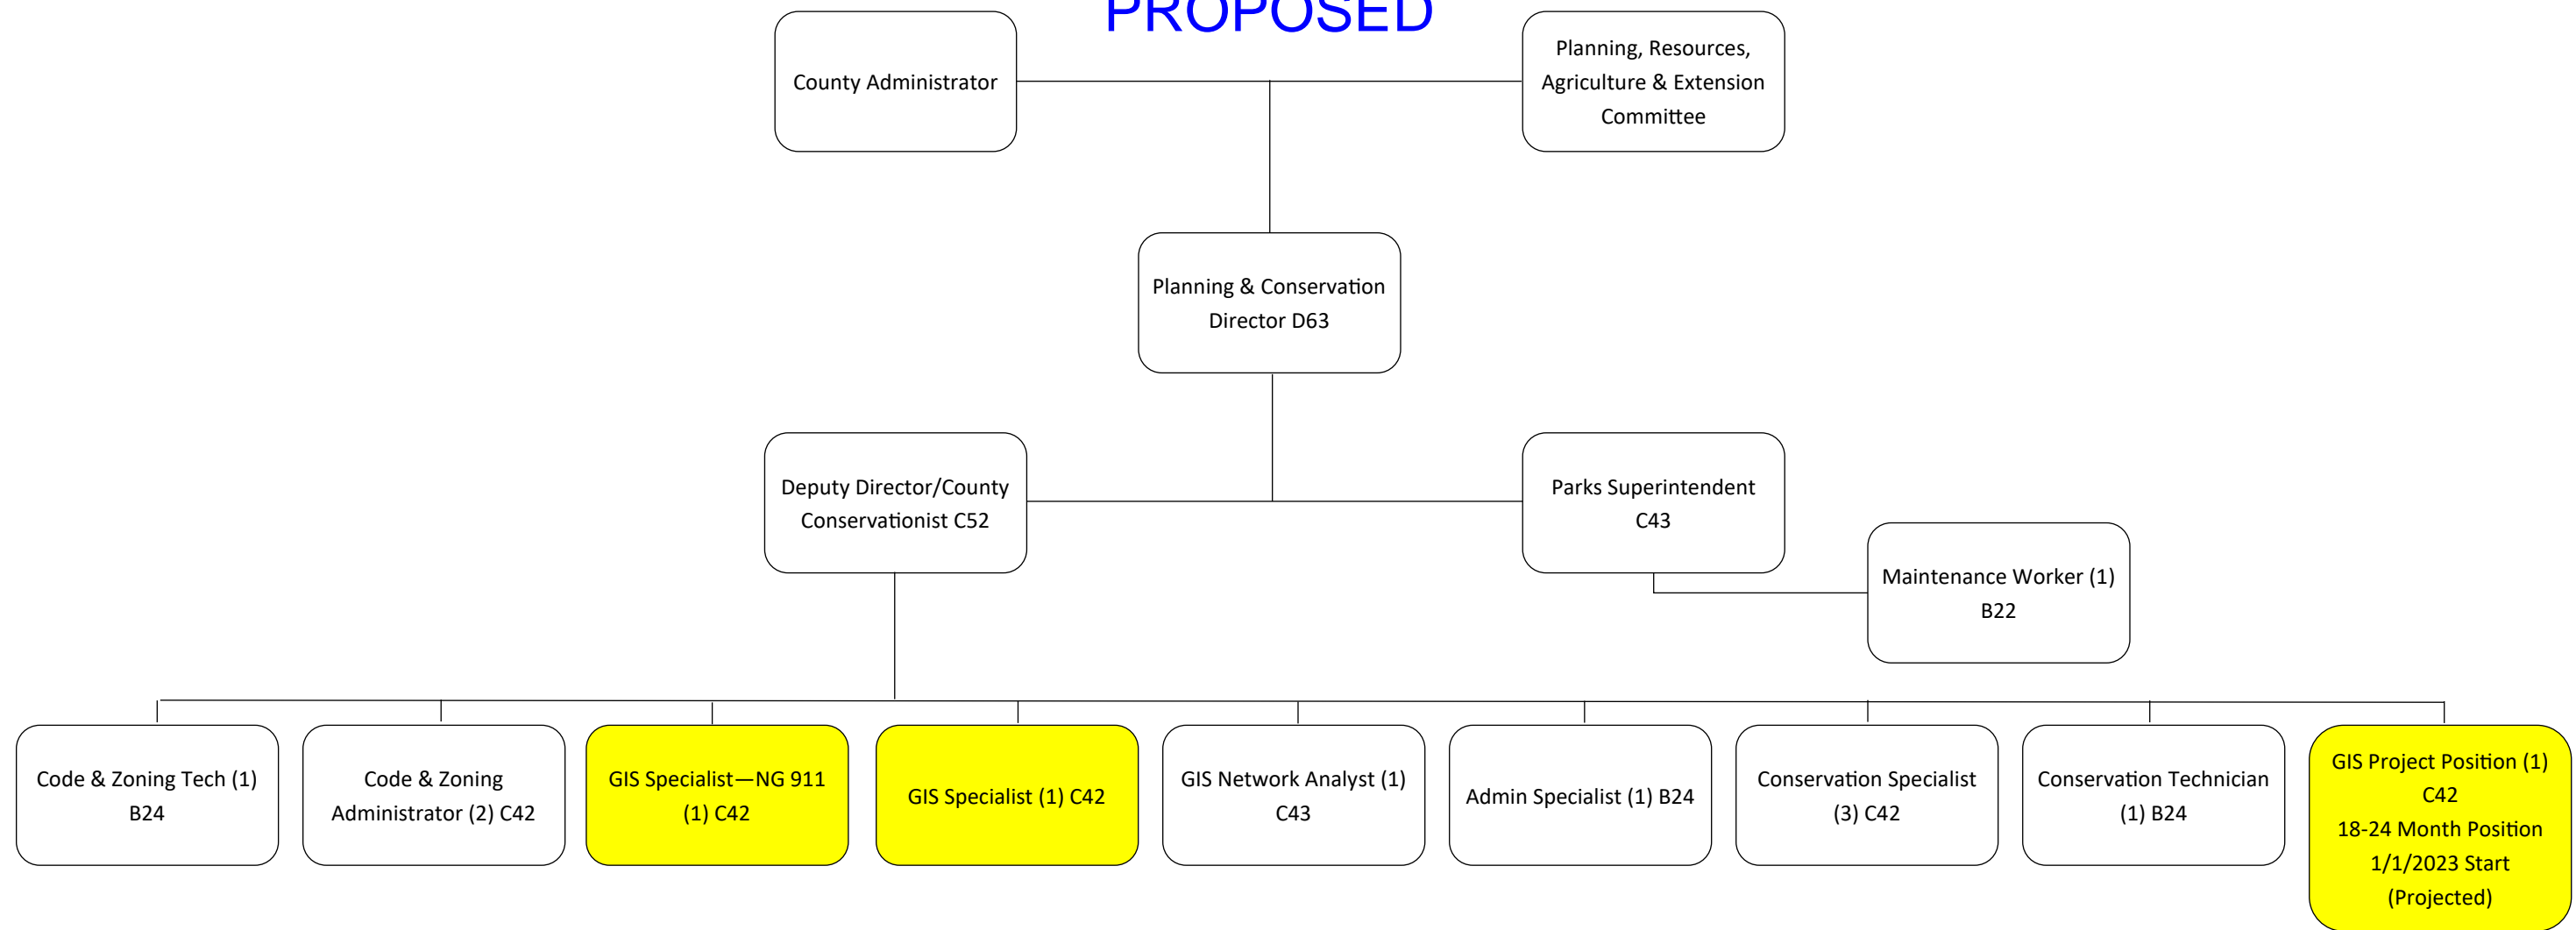 PROPOSED
County Administrator
Planning, Resources,
Agriculture & Extension
Committee
Planning & Conservation
Director D63
Deputy Director/County
Conservationist C52
Parks Superintendent
C43
Maintenance Worker (1)
B22
Code & Zoning Tech (1)
B24
Code & Zoning
Administrator (2) C42
GIS Specialist—NG 911
(1) C42
GIS Specialist (1) C42
GIS Network Analyst (1)
C43
Admin Specialist (1) B24
Conservation Specialist
(3) C42
Conservation Technician
(1) B24
GIS Project Position (1)
C42
18-24 Month Position
1/1/2023 Start
(Projected)